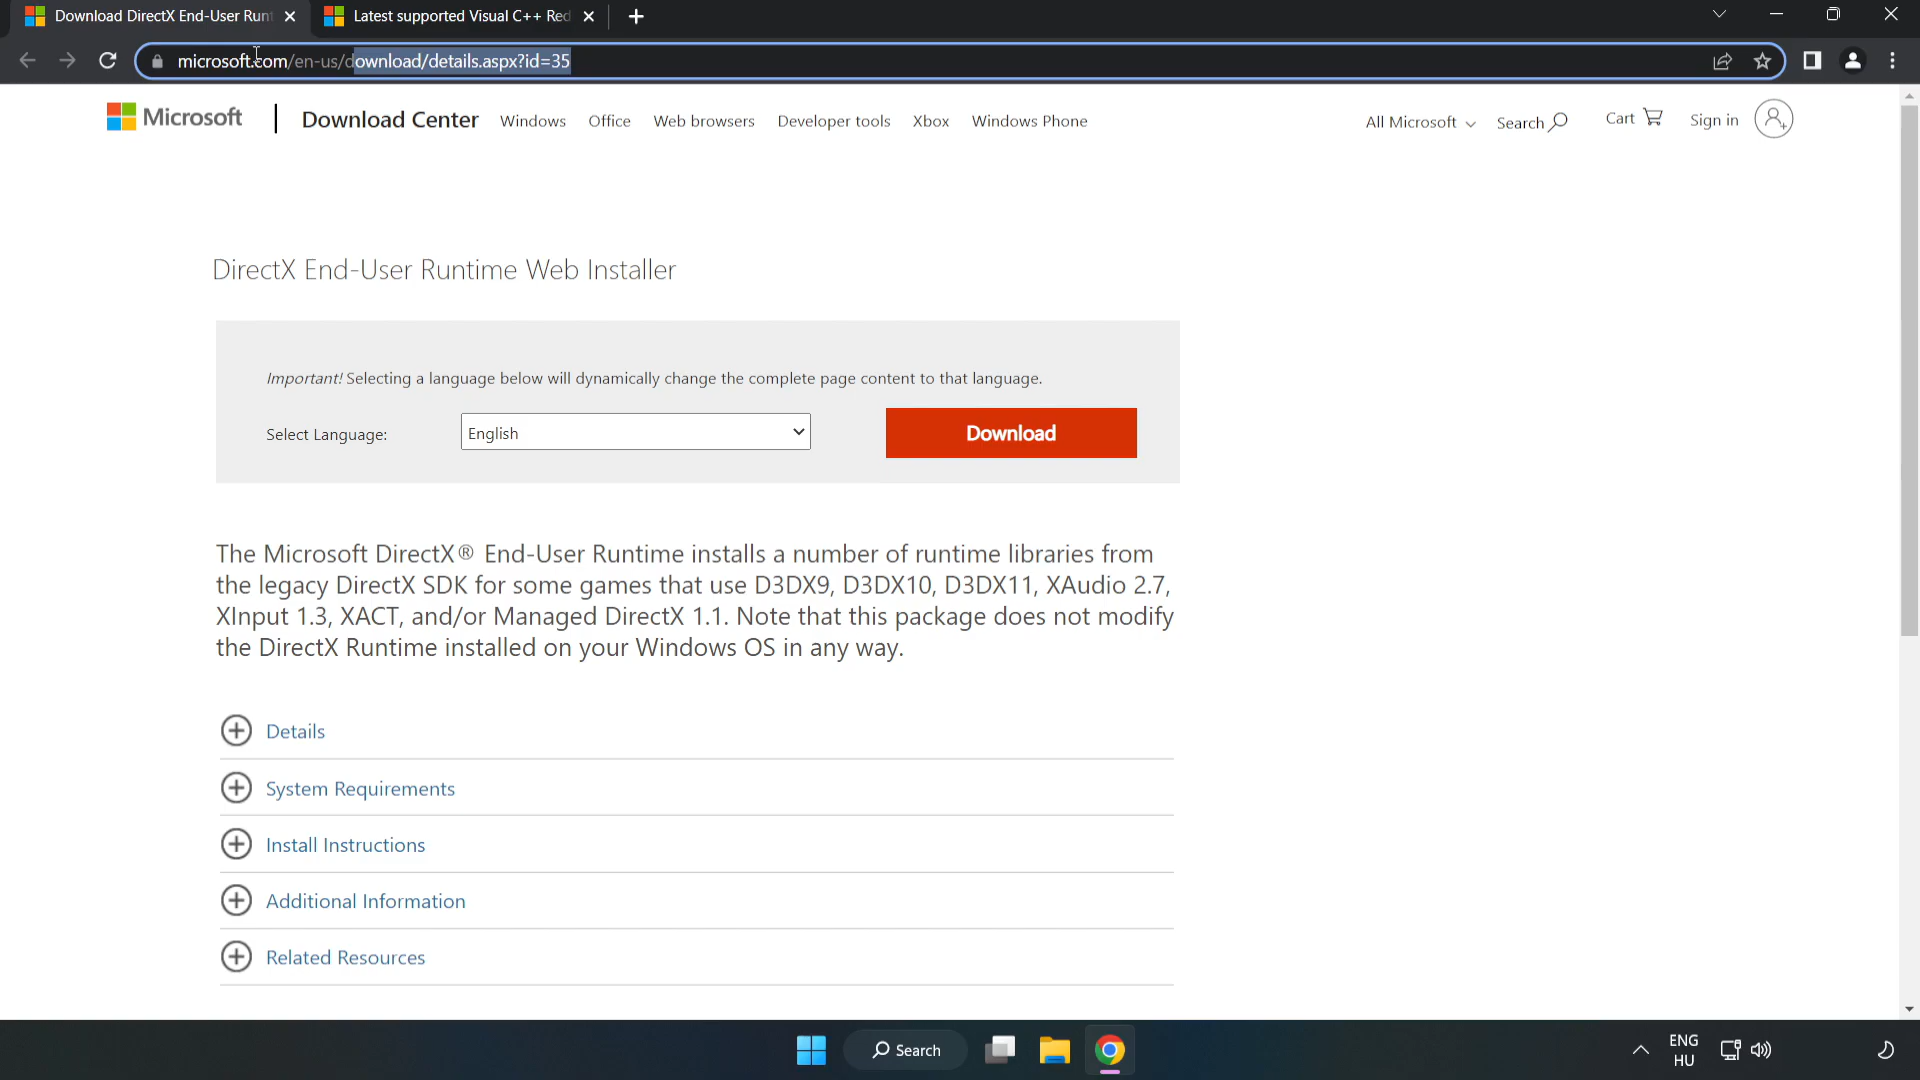 Download DirectX End-User Runt
Latest supported Visual C++ Red
microsoft.com/en-us/download/details.aspx?id=35
Microsoft
Download Center
Windows
Office
Web browsers
Developer tools
Xbox
Windows Phone
All Microsoft
Search
Cart
Sign in
DirectX End-User Runtime Web Installer
Important! Selecting a language below will dynamically change the complete page content to that language.
Select Language:
English
Download
The Microsoft DirectX® End-User Runtime installs a number of runtime libraries from
the legacy DirectX SDK for some games that use D3DX9, D3DX10, D3DX11, XAudio 2.7,
XInput 1.3, XACT, and/or Managed DirectX 1.1. Note that this package does not modify
the DirectX Runtime installed on your Windows OS in any way.
Details
System Requirements
Install Instructions
Additional Information
Related Resources
Search
ENG
HU